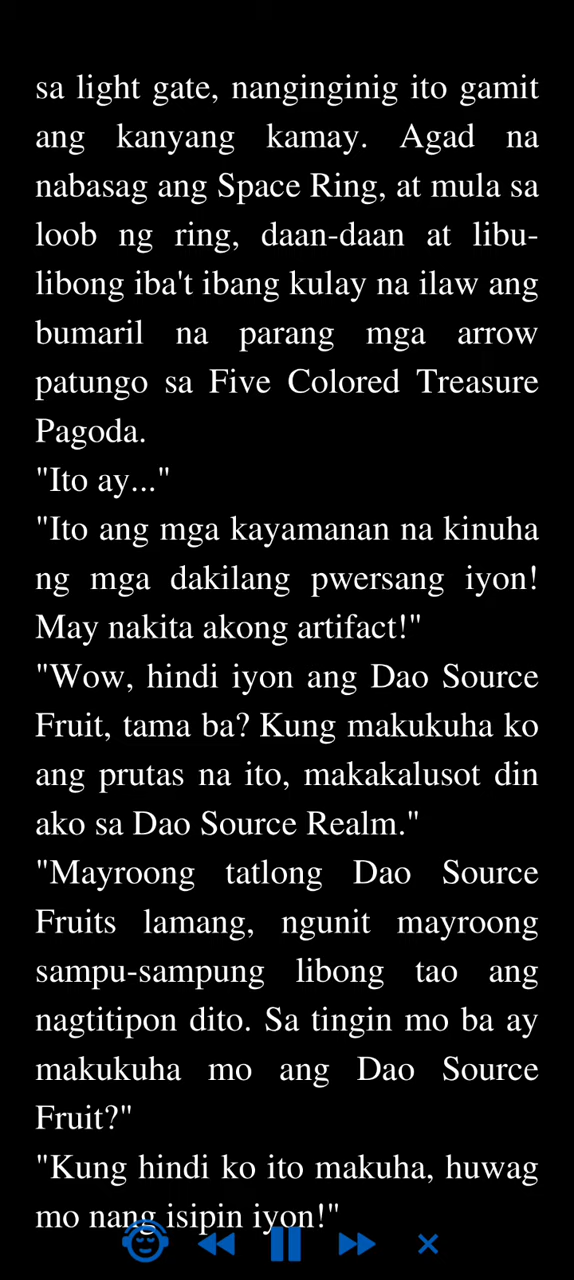 sa light gate, nanginginig ito gamit
ang kanyang kamay. Agad na
nabasag ang Space Ring, at mula sa
loob ng ring, daan-daan at libu-
libong iba't ibang kulay na ilaw ang
bumaril na parang mga arrow
patungo sa Five Colored Treasure
Pagoda.
"Ito ay..."
"Ito ang mga kayamanan na kinuha
ng mga dakilang pwersang iyon!
May nakita akong artifact!"
"Wow, hindi iyon ang Dao Source
Fruit, tama ba? Kung makukuha ko
ang prutas na ito, makakalusot din
ako sa Dao Source Realm."
"Mayroong tatlong Dao Source
Fruits lamang, ngunit mayroong
sampu-sampung libong tao ang
nagtitipon dito. Sa tingin mo ba ay
makukuha mo ang Dao Source
Fruit?"
"Kung hindi ko ito makuha, huwag
mo nang isipin iyon!"